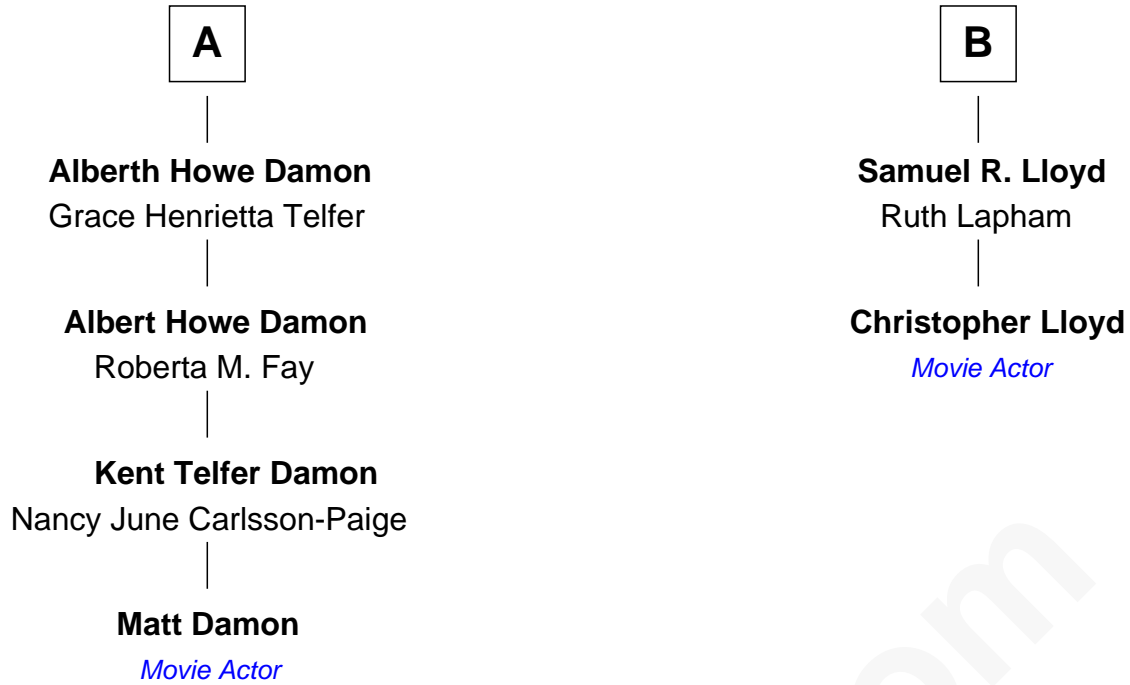 A
Alberth Howe Damon
Grace Henrietta Telfer
Albert Howe Damon
Roberta M. Fay
Kent Telfer Damon
Nancy June Carlsson-Paige
Matt Damon
Movie Actor
B
Samuel R. Lloyd
Ruth Lapham
Christopher Lloyd
Movie Actor
om